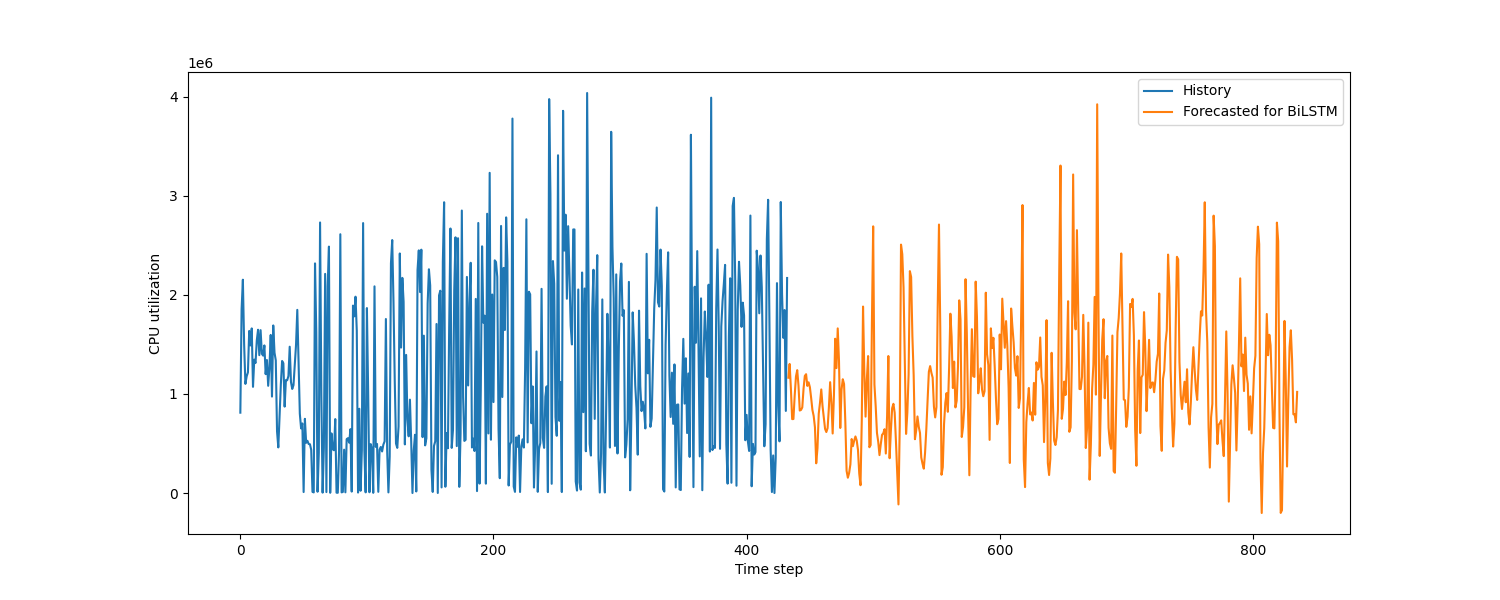 1e6
History
Forecasted for BiLSTM
4
3
2
1
0
CPU utilization
0 200 400 600 800
Time step